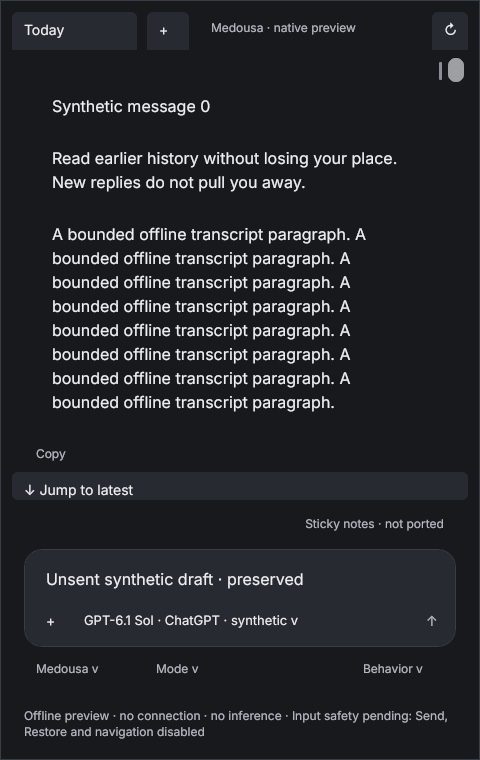 Today + Medousa · native preview ↻
Synthetic message 0
Read earlier history without losing your place.
New replies do not pull you away.
A bounded offline transcript paragraph. A
bounded offline transcript paragraph. A
bounded offline transcript paragraph. A
bounded offline transcript paragraph. A
bounded offline transcript paragraph. A
bounded offline transcript paragraph. A
bounded offline transcript paragraph. A
bounded offline transcript paragraph.
Copy
↓ Jump to latest
Sticky notes · not ported
Unsent synthetic draft · preserved
+ GPT-6.1 Sol · ChatGPT · synthetic v ↑
Medousa v Mode v Behavior v
Offline preview · no connection · no inference · Input safety pending: Send,
Restore and navigation disabled